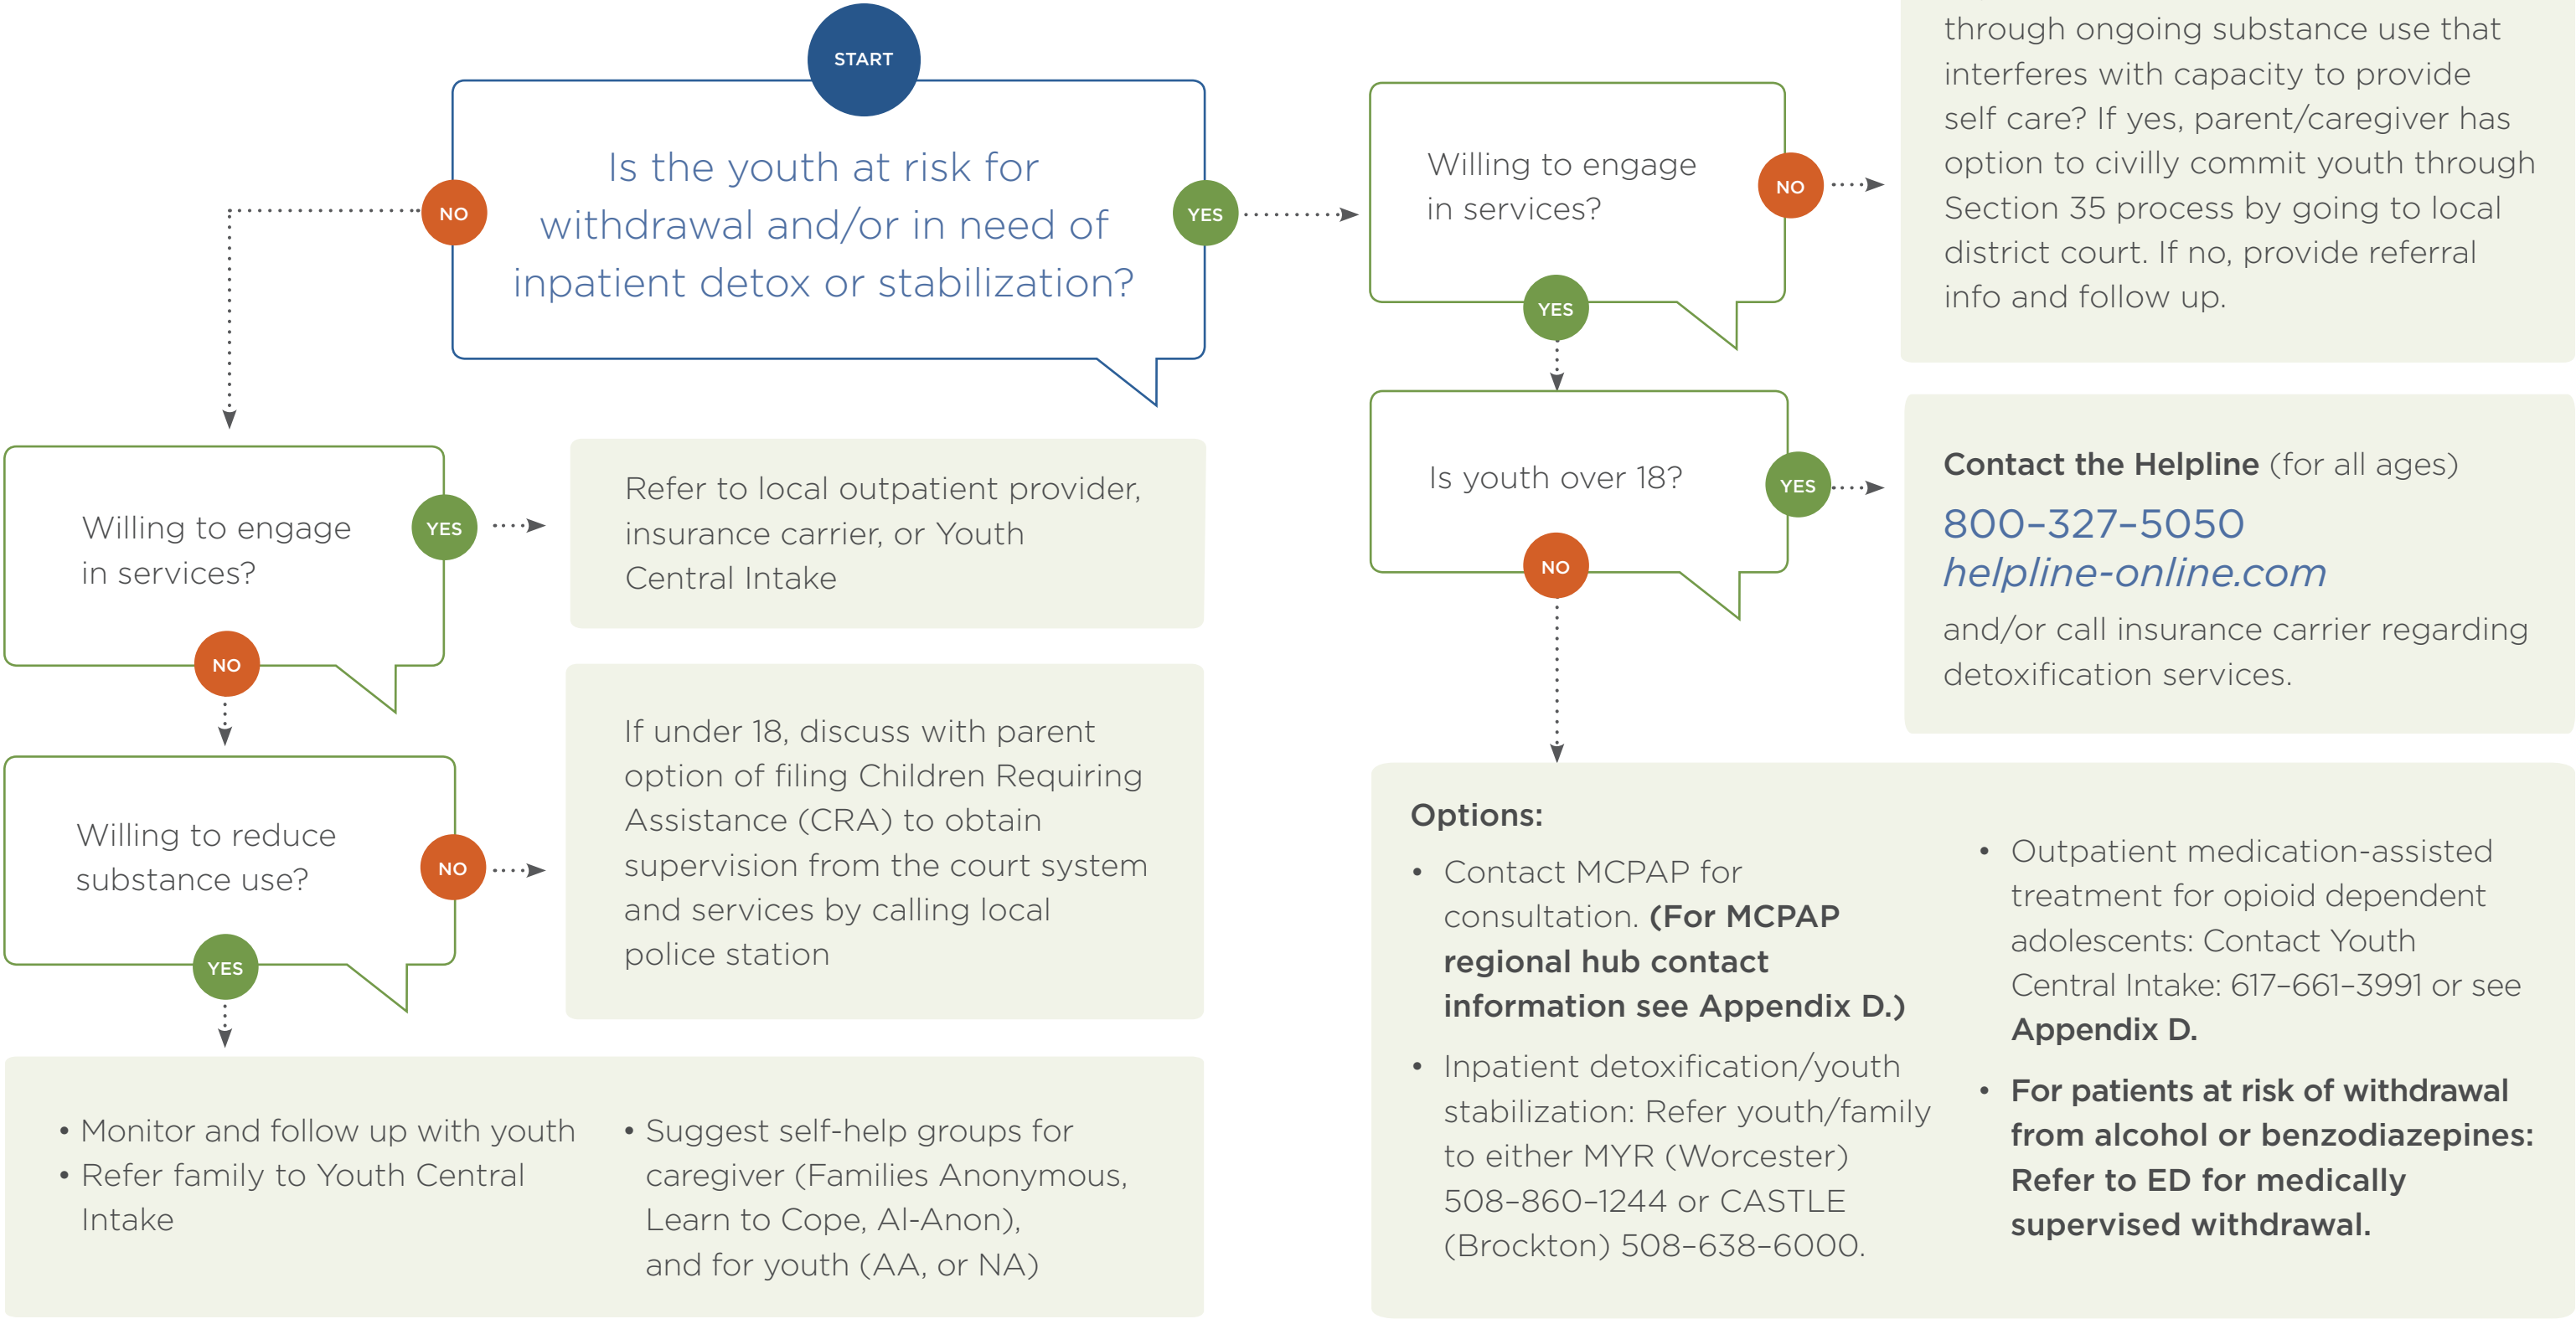 START
Is the youth at risk for
withdrawal and/or in need of
inpatient detox or stabilization?
NO
YES
Willing to engage
in services?
NO
YES
through ongoing substance use that
interferes with capacity to provide
self care? If yes, parent/caregiver has
option to civilly commit youth through
Section 35 process by going to local
district court. If no, provide referral
info and follow up.
Is youth over 18?
YES
NO
Contact the Helpline (for all ages)
800–327–5050
helpline-online.com
and/or call insurance carrier regarding
detoxification services.
Willing to engage
in services?
YES
NO
Refer to local outpatient provider,
insurance carrier, or Youth
Central Intake
Willing to reduce
substance use?
NO
YES
If under 18, discuss with parent
option of filing Children Requiring
Assistance (CRA) to obtain
supervision from the court system
and services by calling local
police station
• Monitor and follow up with youth
• Refer family to Youth Central
Intake
• Suggest self-help groups for
caregiver (Families Anonymous,
Learn to Cope, Al-Anon),
and for youth (AA, or NA)
Options:
• Contact MCPAP for
consultation. (For MCPAP
regional hub contact
information see Appendix D.)
• Inpatient detoxification/youth
stabilization: Refer youth/family
to either MYR (Worcester)
508–860–1244 or CASTLE
(Brockton) 508–638–6000.
• Outpatient medication-assisted
treatment for opioid dependent
adolescents: Contact Youth
Central Intake: 617–661–3991 or see
Appendix D.
• For patients at risk of withdrawal
from alcohol or benzodiazepines:
Refer to ED for medically
supervised withdrawal.